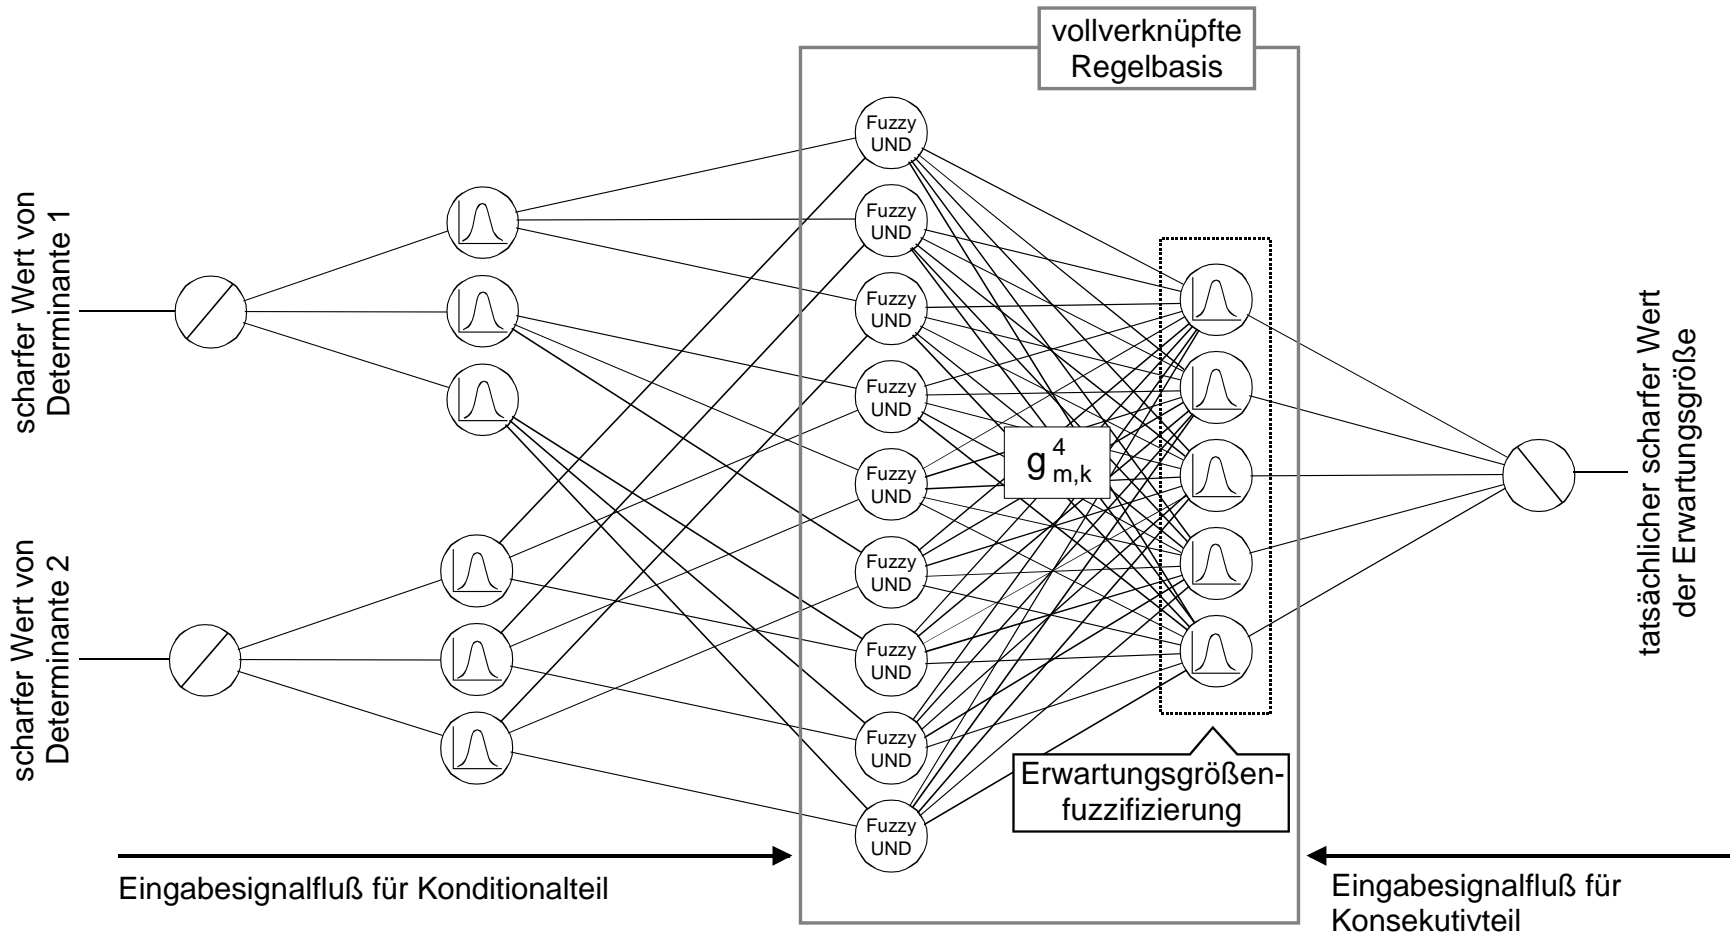 vollverknüpfte
Regelbasis
scharfer Wert von
Determinante 1
scharfer Wert von
Determinante 2
Fuzzy
UND
Fuzzy
UND
Fuzzy
UND
Fuzzy
UND
Fuzzy
UND
Fuzzy
UND
Fuzzy
UND
Fuzzy
UND
Fuzzy
UND
g 4 m,k
tatsächlicher scharfer Wert
der Erwartungsgröße
Erwartungsgrößen-
fuzzifizierung
Eingabesignalfluß für Konditionalteil
Eingabesignalfluß für
Konsekutivteil